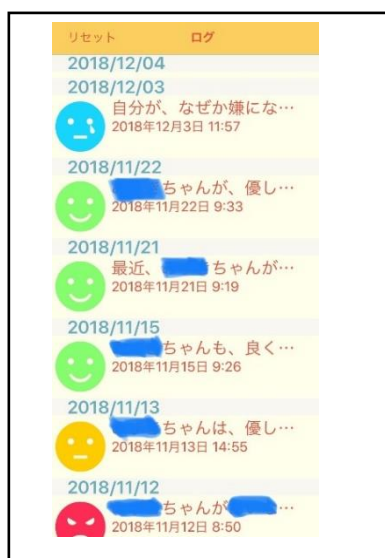 リセット ログ
2018/12/04
2018/12/03
自分が、なぜか嫌にな…
2018年12月3日 11:57
2018/11/22
ちゃんが、優し…
2018年11月22日 9:33
2018/11/21
最近、 ちゃんが…
2018年11月21日 9:19
2018/11/15
ちゃんも、良く…
2018年11月15日 9:26
2018/11/13
ちゃんは、優し…
2018年11月13日 14:55
2018/11/12
ちゃんが …
2018年11月12日 8:50